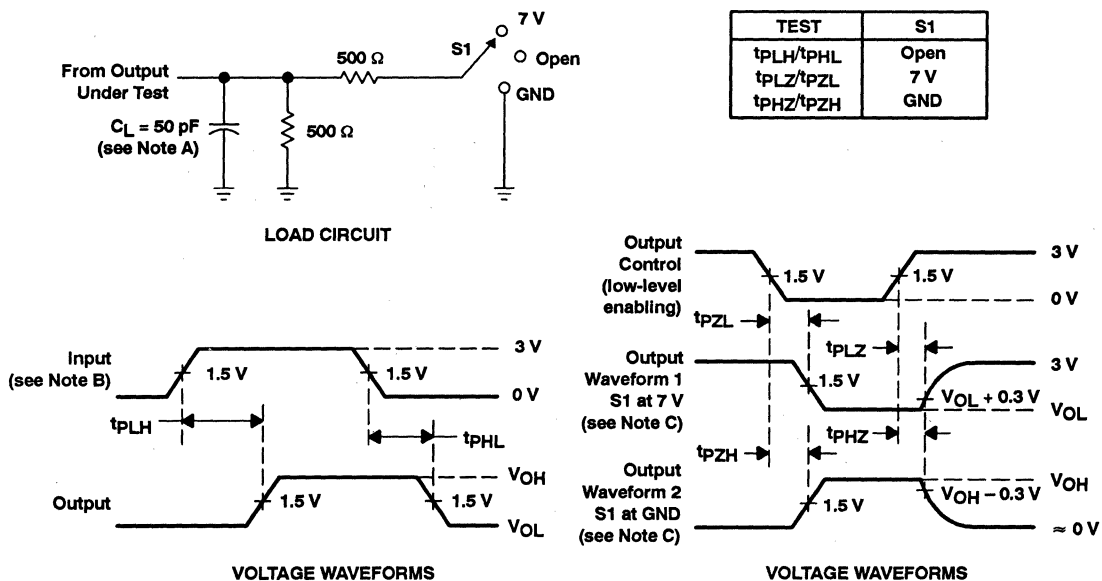 7 V
S1
Open
500 Ω
From Output
Under Test
GND
CL = 50 pF
(see Note A)
500 Ω
LOAD CIRCUIT
TEST S1
tPLH/tPHL Open
tPLZ/tPZL 7 V
tPHZ/tPZH GND
Input
(see Note B)
3 V
1.5 V 1.5 V
0 V
tPLH
tPHL
Output
VOH
1.5 V 1.5 V
VOL
VOLTAGE WAVEFORMS
Output
Control
(low-level
enabling)
3 V
1.5 V 1.5 V
0 V
tPZL
tPLZ
Output
Waveform 1
S1 at 7 V
(see Note C)
3 V
1.5 V
VOL + 0.3 V
VOL
tPHZ
tPZH
Output
Waveform 2
S1 at GND
(see Note C)
VOH
1.5 V
VOH – 0.3 V
≈ 0 V
VOLTAGE WAVEFORMS